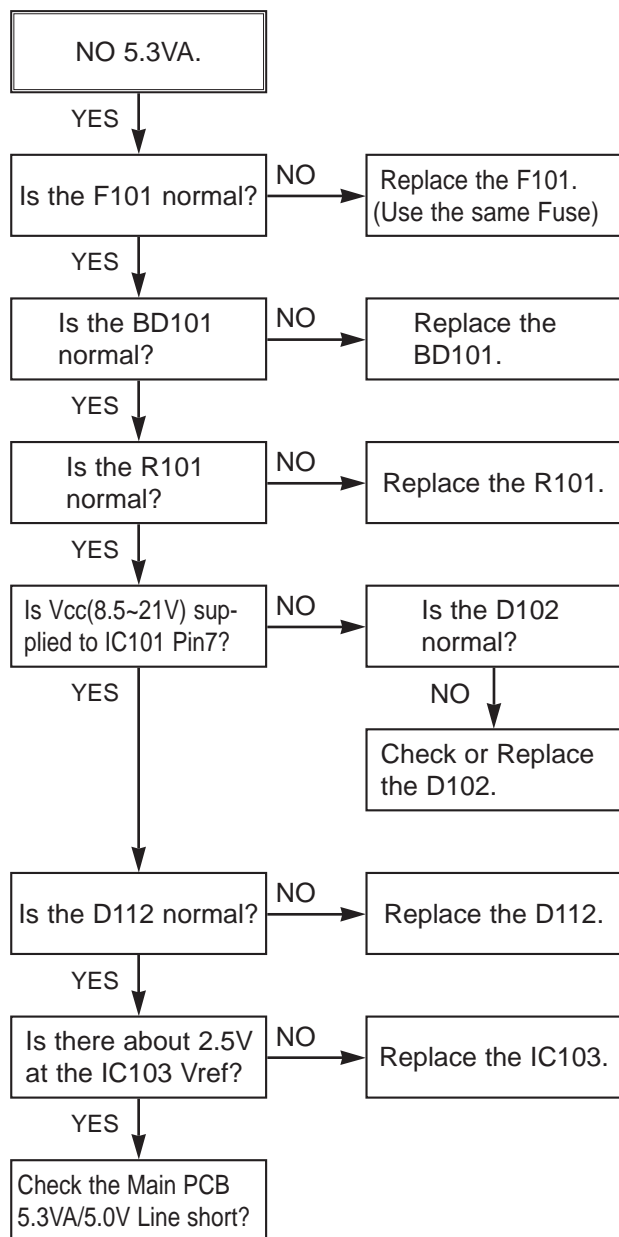 NO 5.3VA.
YES
Is the F101 normal?
NO
Replace the F101.
(Use the same Fuse)
YES
Is the BD101
normal?
NO
Replace the
BD101.
YES
Is the R101
normal?
NO
Replace the R101.
YES
Is Vcc(8.5~21V) sup-
plied to IC101 Pin7?
NO
Is the D102
normal?
YES
NO
Check or Replace
the D102.
Is the D112 normal?
NO
Replace the D112.
YES
Is there about 2.5V
at the IC103 Vref?
NO
Replace the IC103.
YES
Check the Main PCB
5.3VA/5.0V Line short?